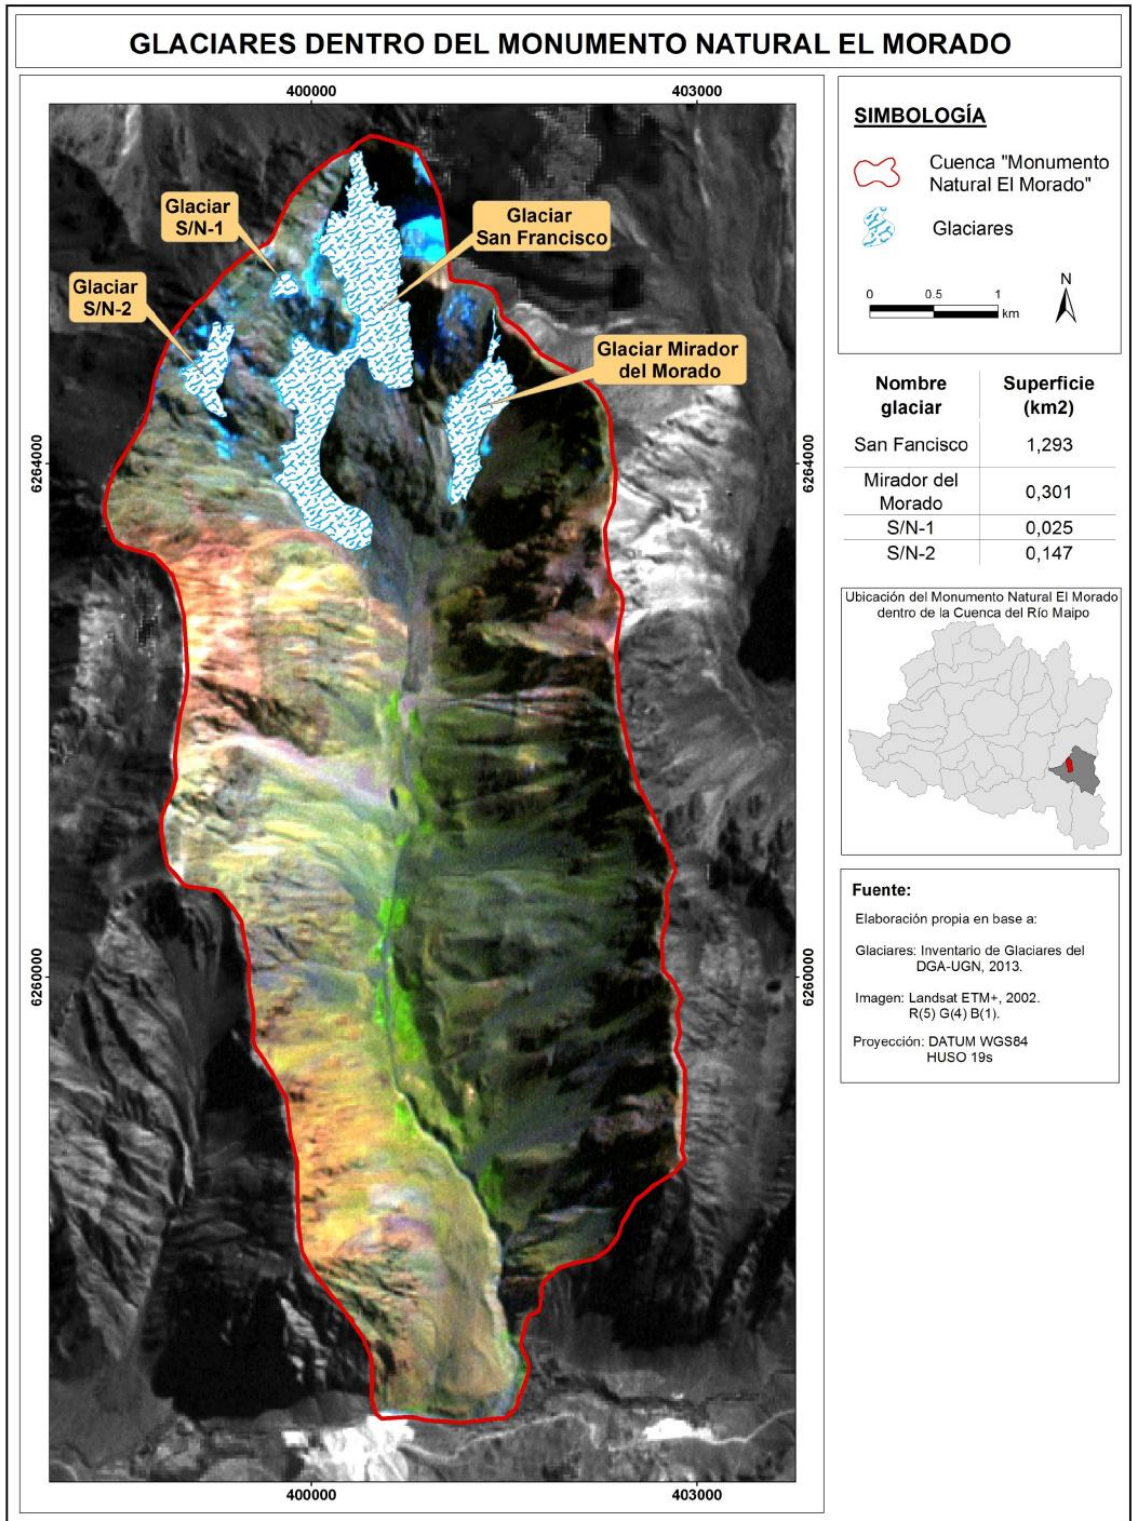 GLACIARES DENTRO DEL MONUMENTO NATURAL EL MORADO
400000
403000
Glaciar
S/N-1
Glaciar
San Francisco
Glaciar
S/N-2
Glaciar Mirador
del Morado
6264000
6264000
6260000
6260000
400000
403000
SIMBOLOGÍA
Cuenca "Monumento
Natural El Morado"
Glaciares
0 0.5 1
km
N
Nombre
glaciar
Superficie
(km2)
San Fancisco 1,293
Mirador del
Morado
0,301
S/N-1 0,025
S/N-2 0,147
Ubicación del Monumento Natural El Morado
dentro de la Cuenca del Río Maipo
Fuente:
Elaboración propia en base a:
Glaciares: Inventario de Glaciares del
DGA-UGN, 2013.
Imagen: Landsat ETM+, 2002.
R(5) G(4) B(1).
Proyección: DATUM WGS84
HUSO 19s